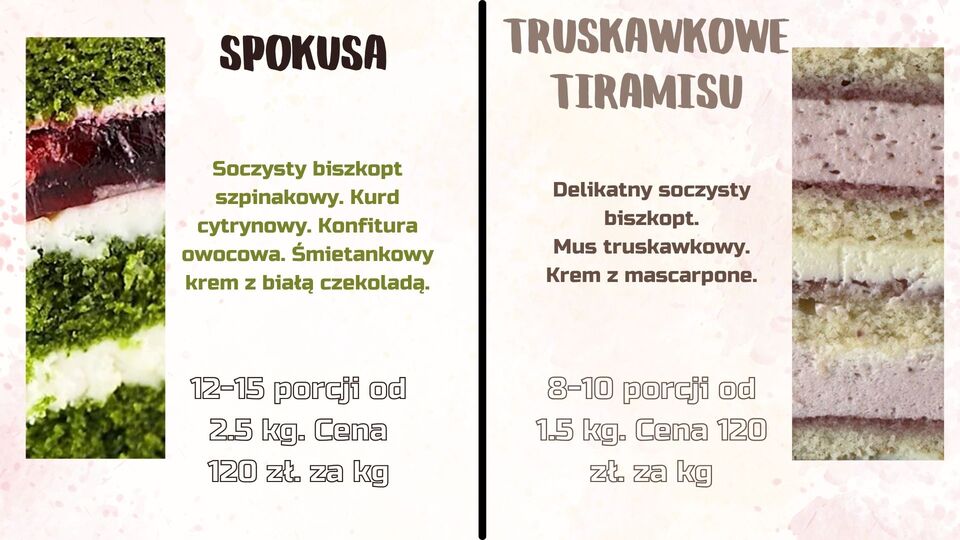 SPOKUSA
Soczysty biszkopt
szpinakowy. Kurd
cytrynowy. Konfitura
owocowa. Śmietankowy
krem z białą czekoladą.
12-15 porcji od
2.5 kg. Cena
120 zł. za kg
TRUSKAWKOWE
TIRAMISU
Delikatny soczysty
biszkopt.
Mus truskawkowy.
Krem z mascarpone.
8-10 porcji od
1.5 kg. Cena 120
zł. za kg